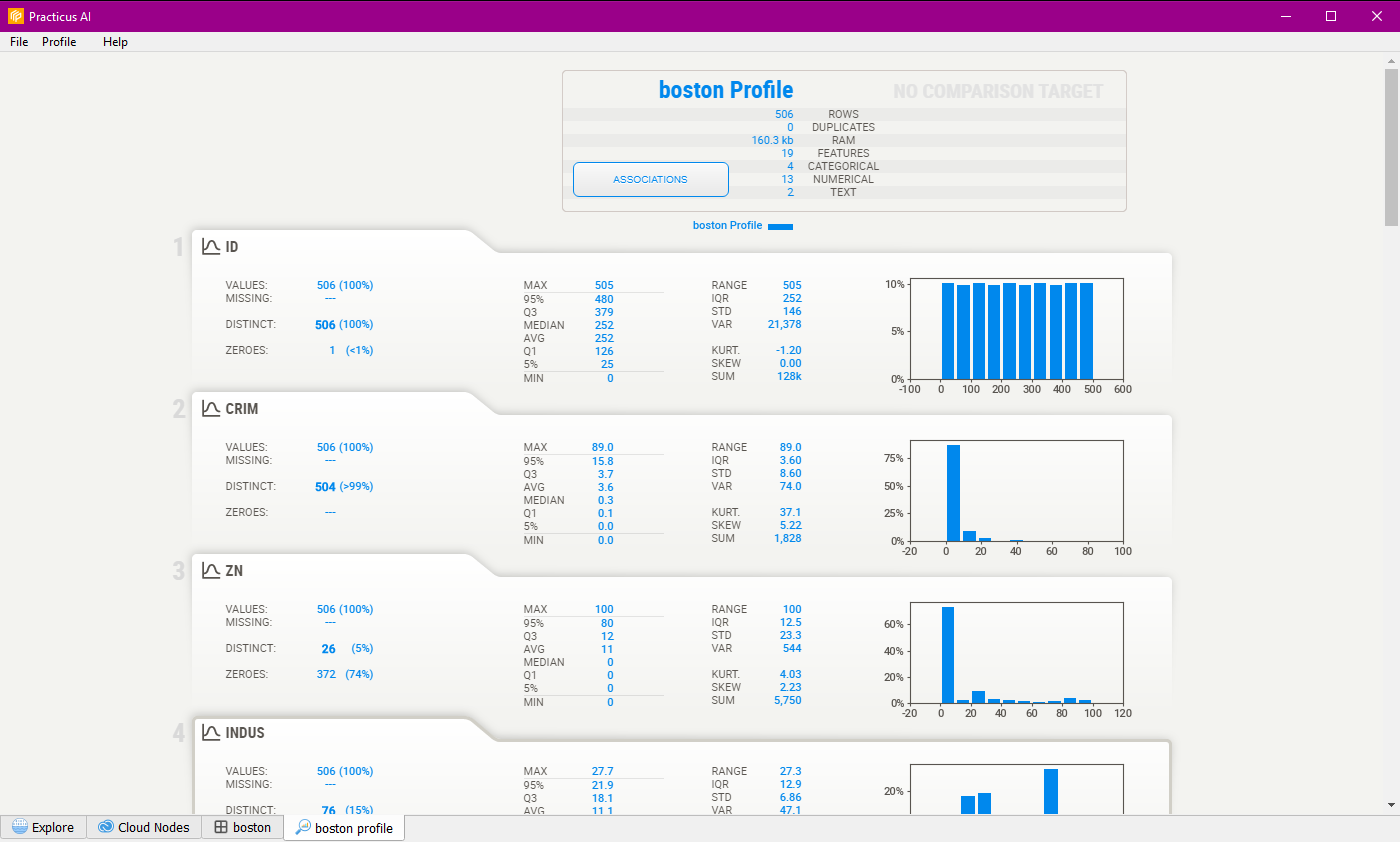 Practicus AI
File Profile Help
boston Profile NO COMPARISON TARGET
506 ROWS
0 DUPLICATES
160.3 kb RAM
19 FEATURES
4 CATEGORICAL
13 NUMERICAL
2 TEXT
ASSOCIATIONS
boston Profile
1 ID
VALUES: 506 (100%)
MISSING: ---
DISTINCT: 506 (100%)
ZEROES: 1 (<1%)
MAX 505
95% 480
Q3 379
MEDIAN 252
AVG 252
Q1 126
5% 25
MIN 0
RANGE 505
IQR 252
STD 146
VAR 21,378
KURT. -1.20
SKEW 0.00
SUM 128k
10%
5%
0%
-100 0 100 200 300 400 500 600
2 CRIM
VALUES: 506 (100%)
MISSING: ---
DISTINCT: 504 (>99%)
ZEROES: ---
MAX 89.0
95% 15.8
Q3 3.7
AVG 3.6
MEDIAN 0.3
Q1 0.1
5% 0.0
MIN 0.0
RANGE 89.0
IQR 3.60
STD 8.60
VAR 74.0
KURT. 37.1
SKEW 5.22
SUM 1,828
75%
50%
25%
0%
-20 0 20 40 60 80 100
3 ZN
VALUES: 506 (100%)
MISSING: ---
DISTINCT: 26 (5%)
ZEROES: 372 (74%)
MAX 100
95% 80
Q3 12
AVG 11
MEDIAN 0
Q1 0
5% 0
MIN 0
RANGE 100
IQR 12.5
STD 23.3
VAR 544
KURT. 4.03
SKEW 2.23
SUM 5,750
60%
40%
20%
0%
-20 0 20 40 60 80 100 120
4 INDUS
VALUES: 506 (100%)
MISSING: ---
DISTINCT: 76 (15%)
MAX 27.7
95% 21.9
Q3 18.1
AVG 11.1
RANGE 27.3
IQR 12.9
STD 6.86
VAR 47.1
20%
Explore Cloud Nodes boston boston profile